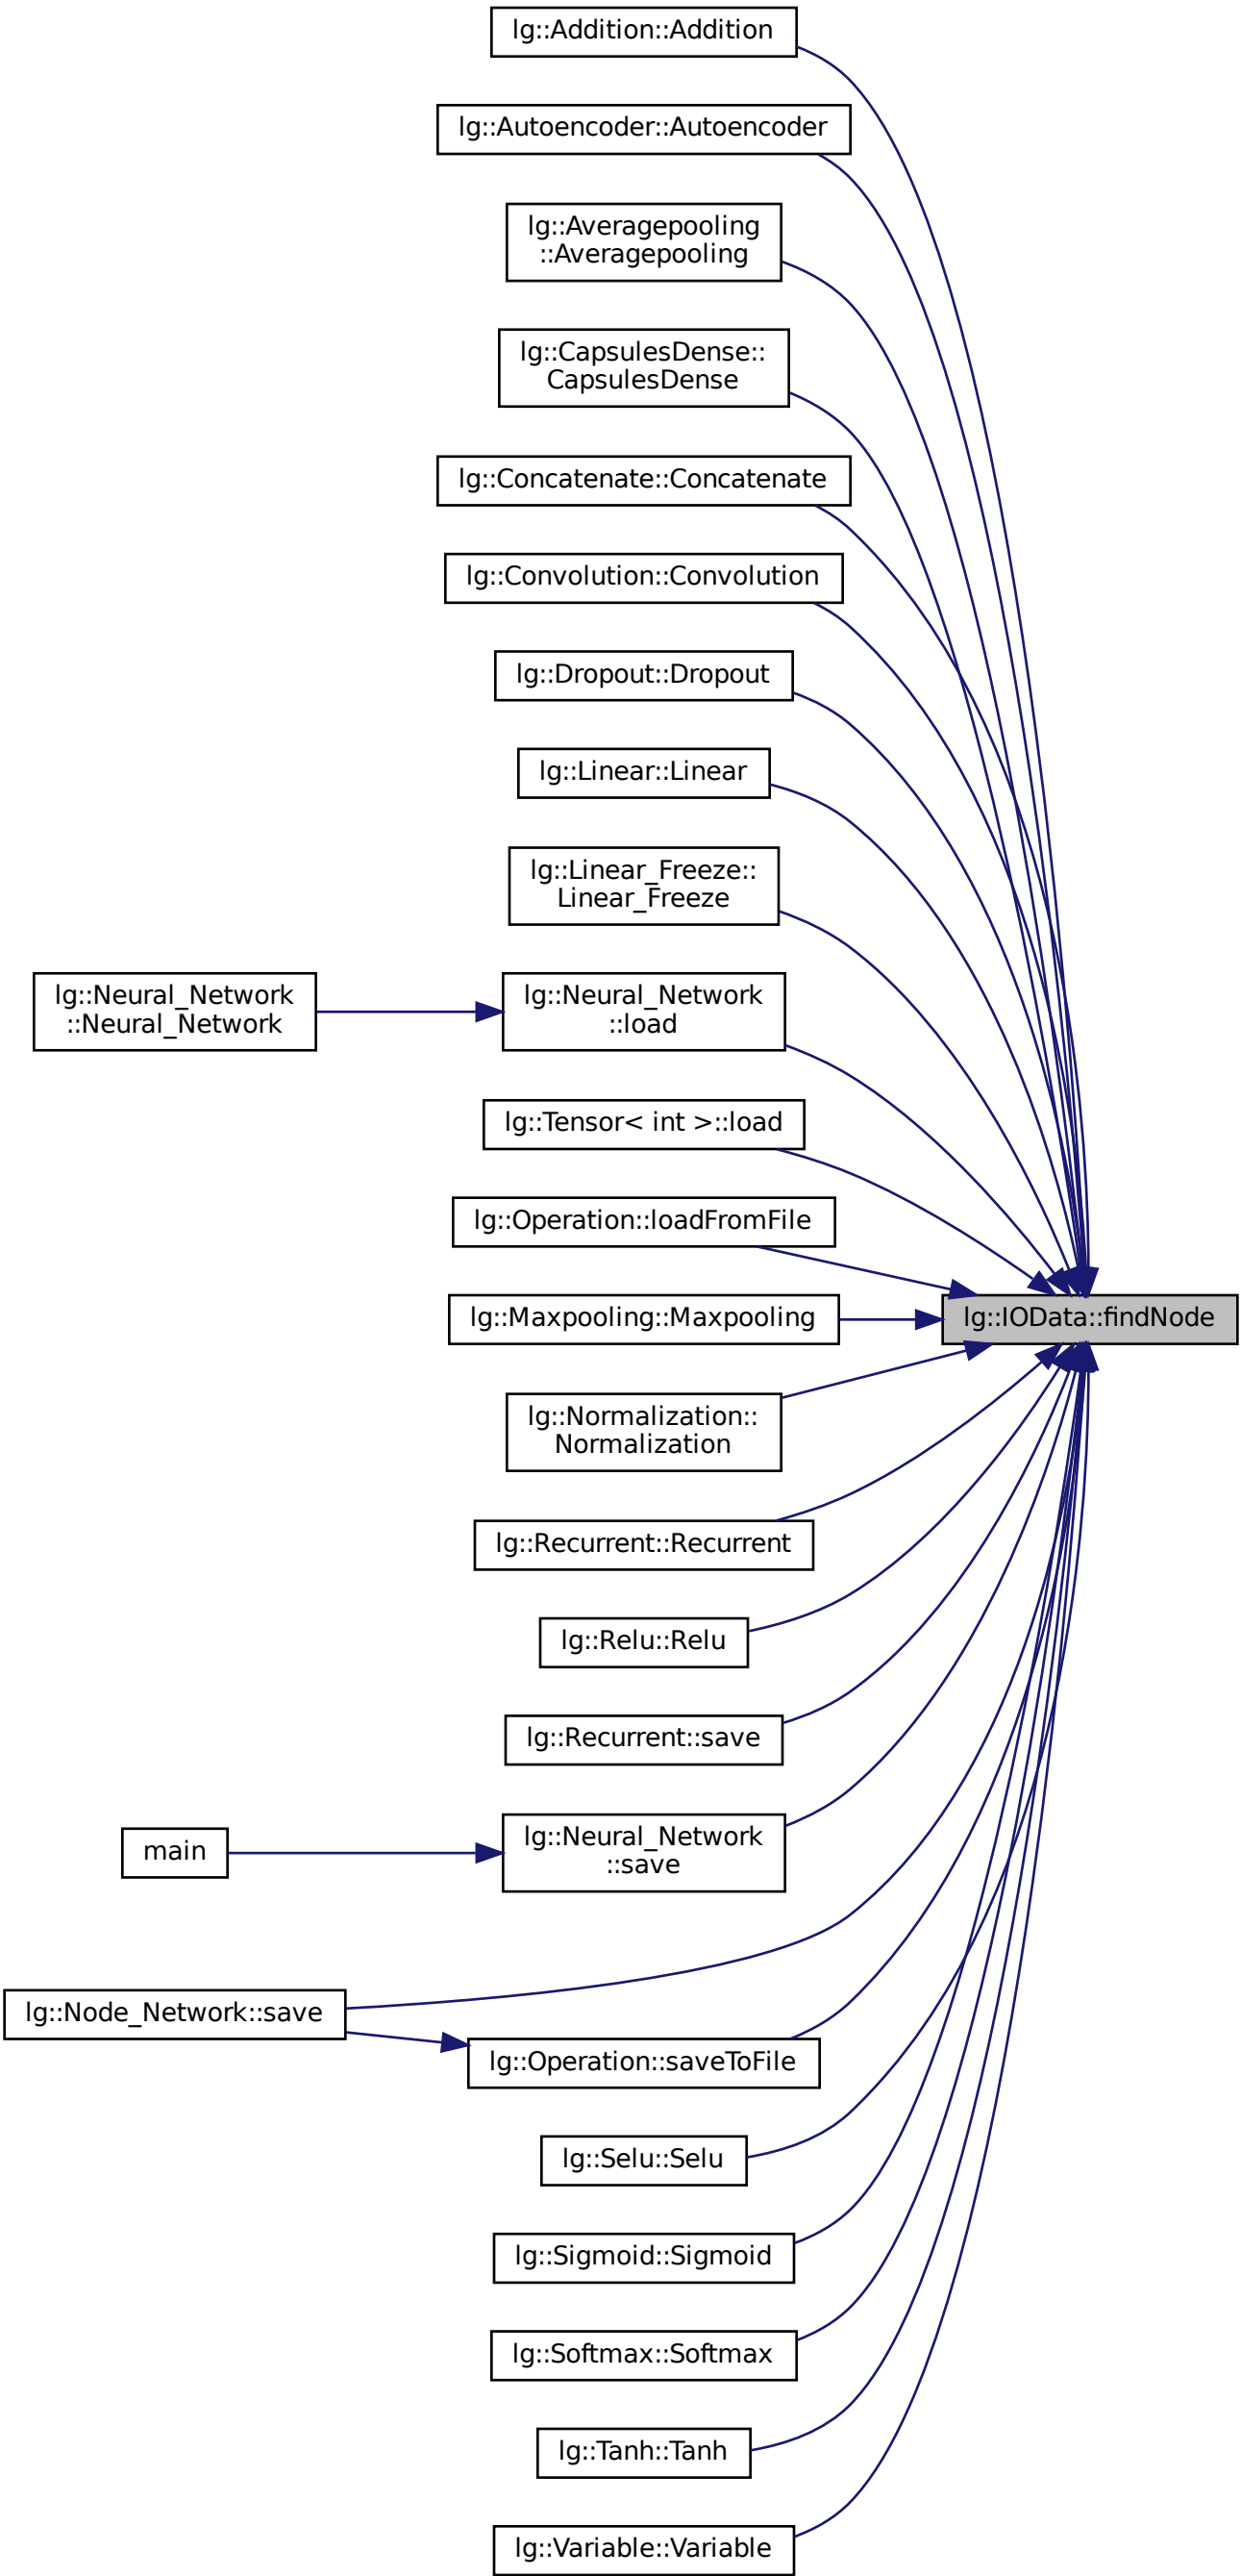 lg::Addition::Addition
lg::Autoencoder::Autoencoder
lg::Averagepooling
::Averagepooling
lg::CapsulesDense::
CapsulesDense
lg::Concatenate::Concatenate
lg::Convolution::Convolution
lg::Dropout::Dropout
lg::Linear::Linear
lg::Linear_Freeze::
Linear_Freeze
lg::Neural_Network
::Neural_Network
lg::Neural_Network
::load
lg::Tensor< int >::load
lg::Operation::loadFromFile
lg::Maxpooling::Maxpooling
lg::IOData::findNode
lg::Normalization::
Normalization
lg::Recurrent::Recurrent
lg::Relu::Relu
lg::Recurrent::save
main
lg::Neural_Network
::save
lg::Node_Network::save
lg::Operation::saveToFile
lg::Selu::Selu
lg::Sigmoid::Sigmoid
lg::Softmax::Softmax
lg::Tanh::Tanh
lg::Variable::Variable